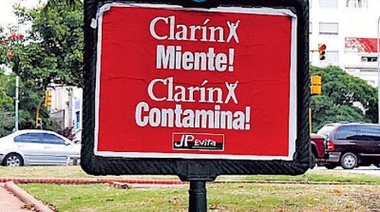 Clarín
Miente!
Clarín
Contamina!
JP Evita